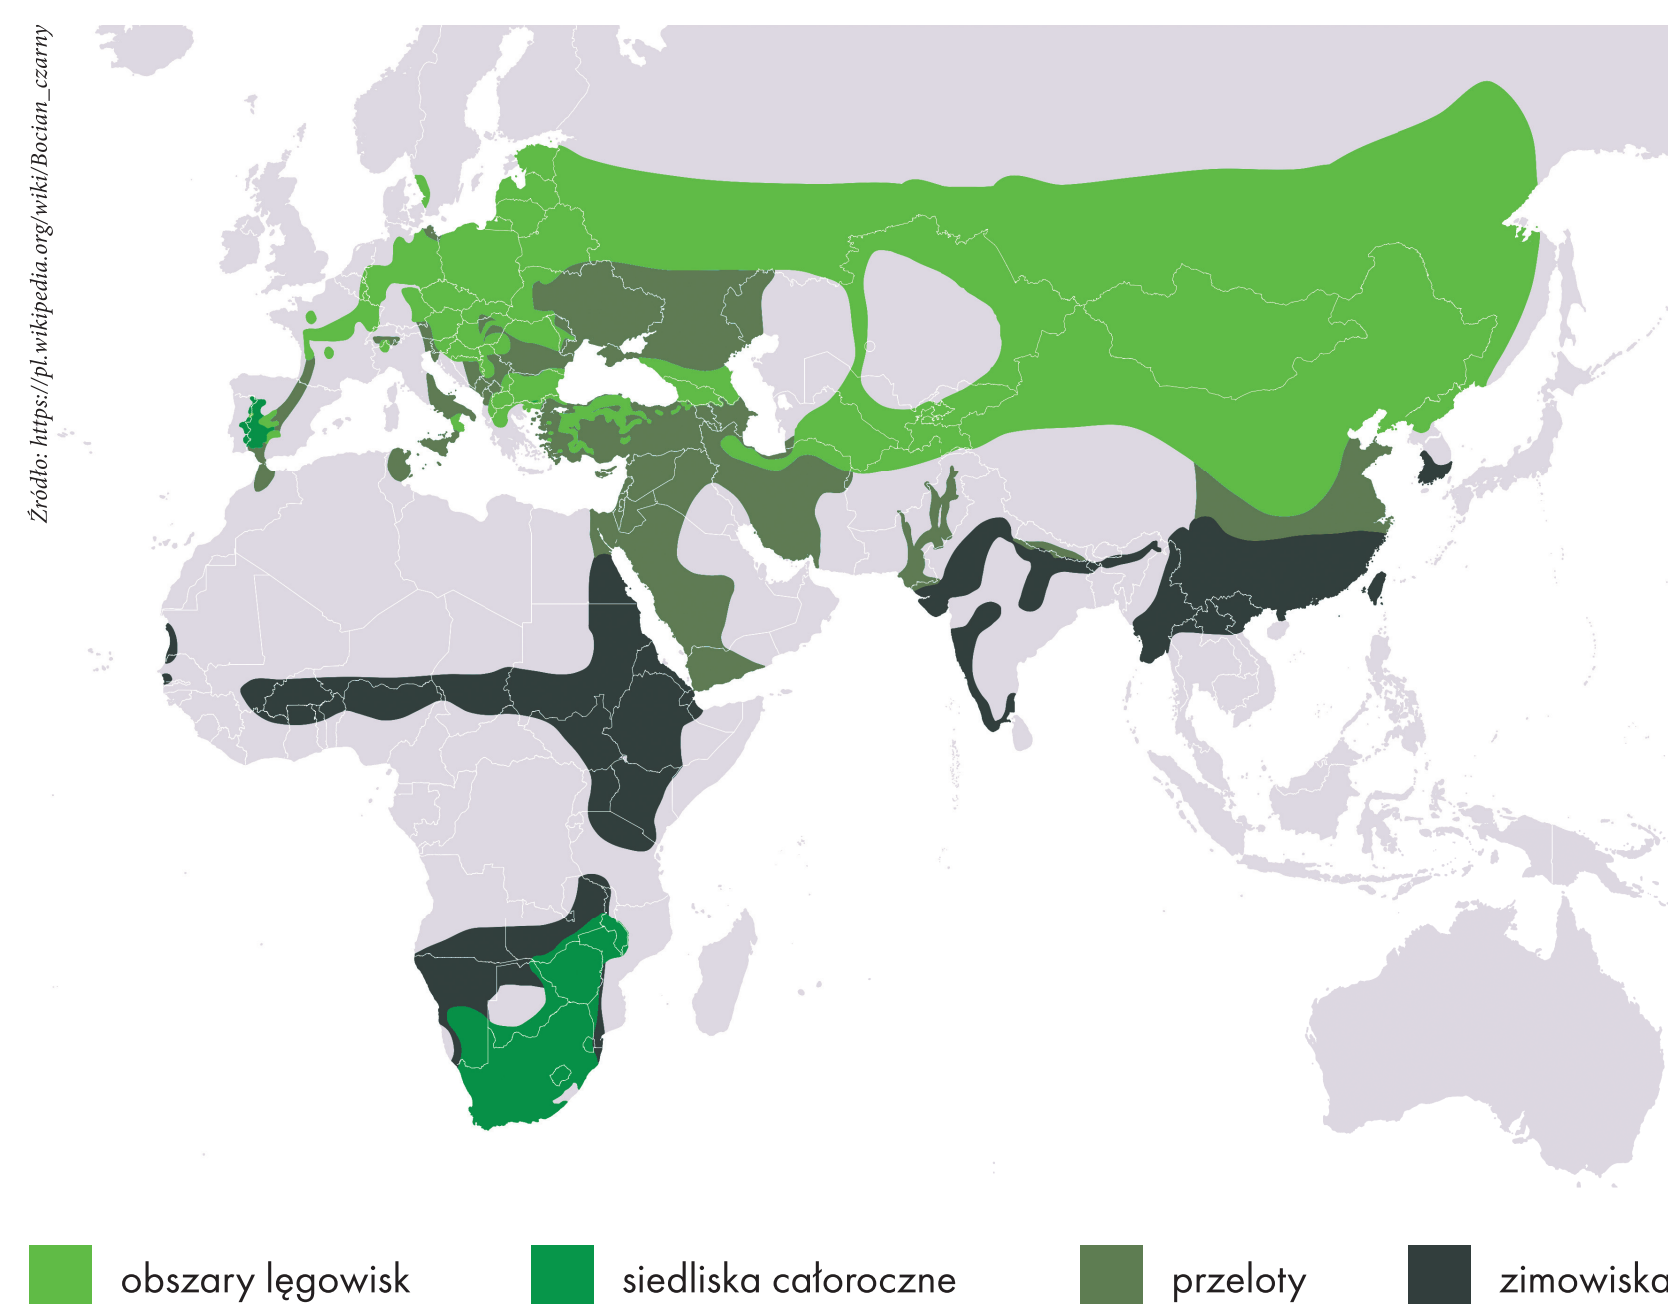 Źródło: https://pl.wikipedia.org/wiki/Bocian_czarny
obszary lęgowisk
siedliska całoroczne
przeloty
zimowiska